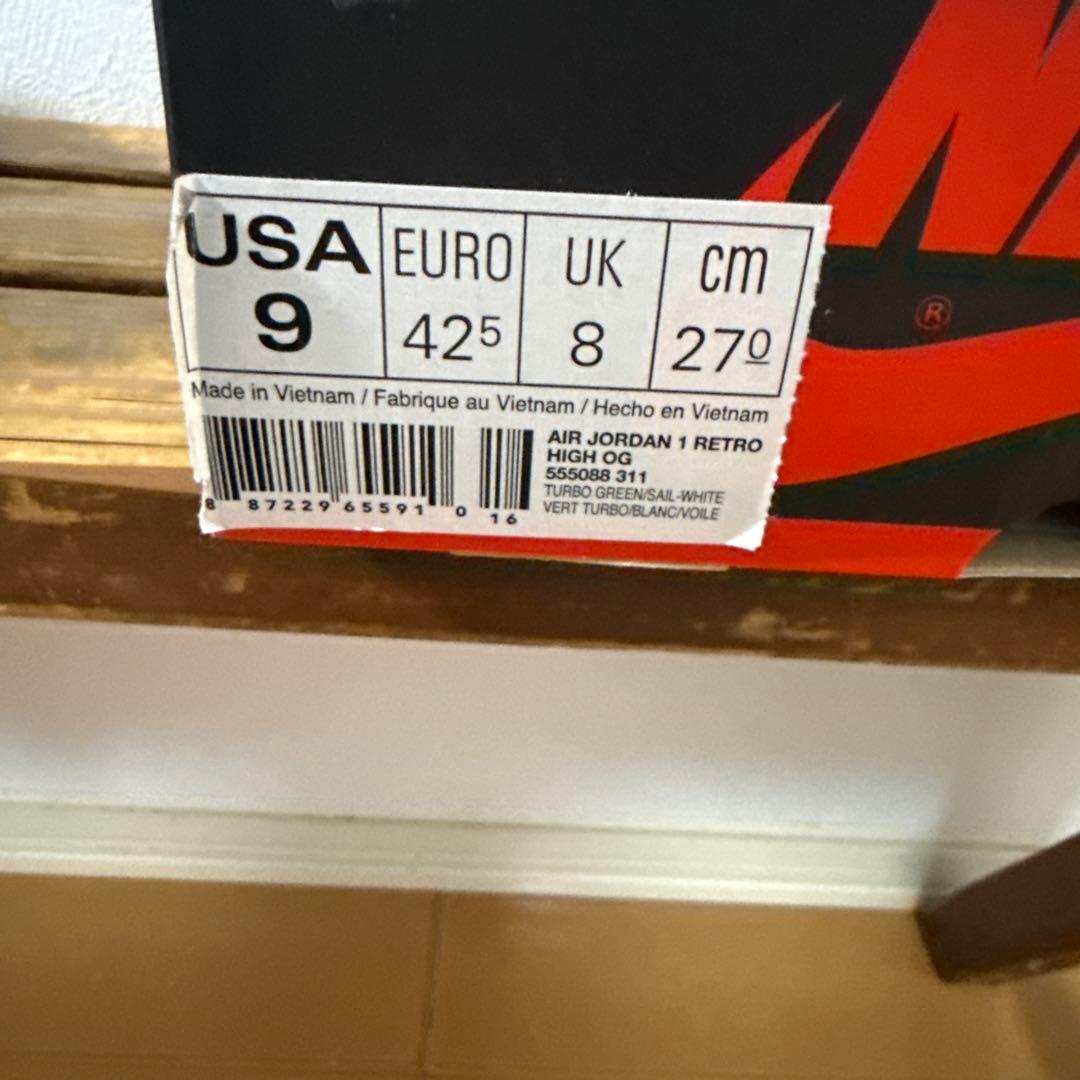 USA EURO UK cm
9 42⁵ 8 27⁰
Made in Vietnam / Fabrique au Vietnam / Hecho en Vietnam
AIR JORDAN 1 RETRO
HIGH OG
555088 311
TURBO GREEN/SAIL-WHITE
VERT TURBO/BLANC/VOILE
8 87229 65591 0 16
®